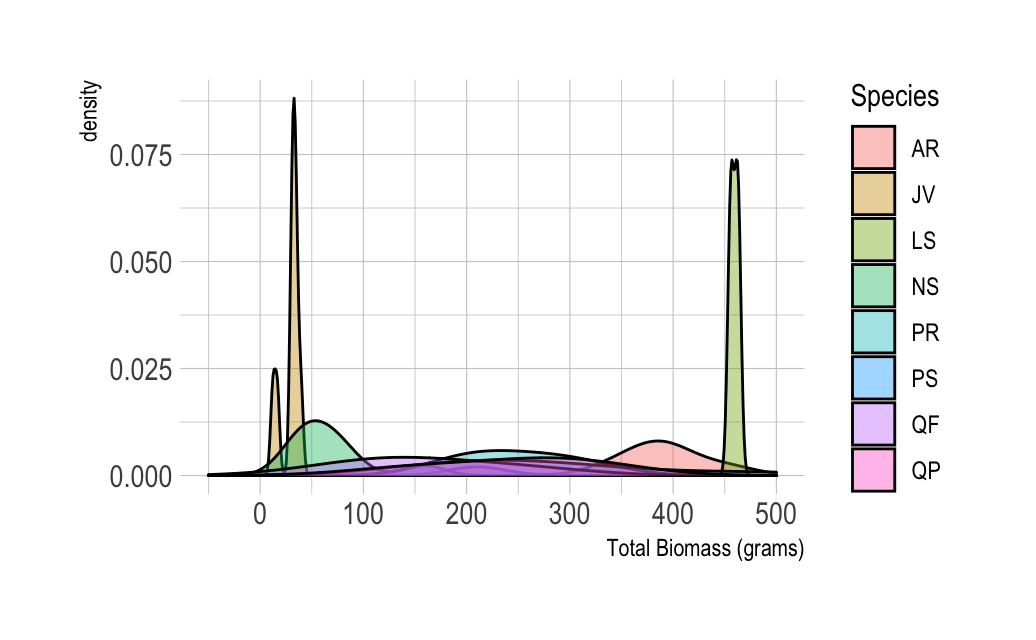 density
0.075
0.050
0.025
0.000
0 100 200 300 400 500
Total Biomass (grams)
Species
AR
JV
LS
NS
PR
PS
QF
QP